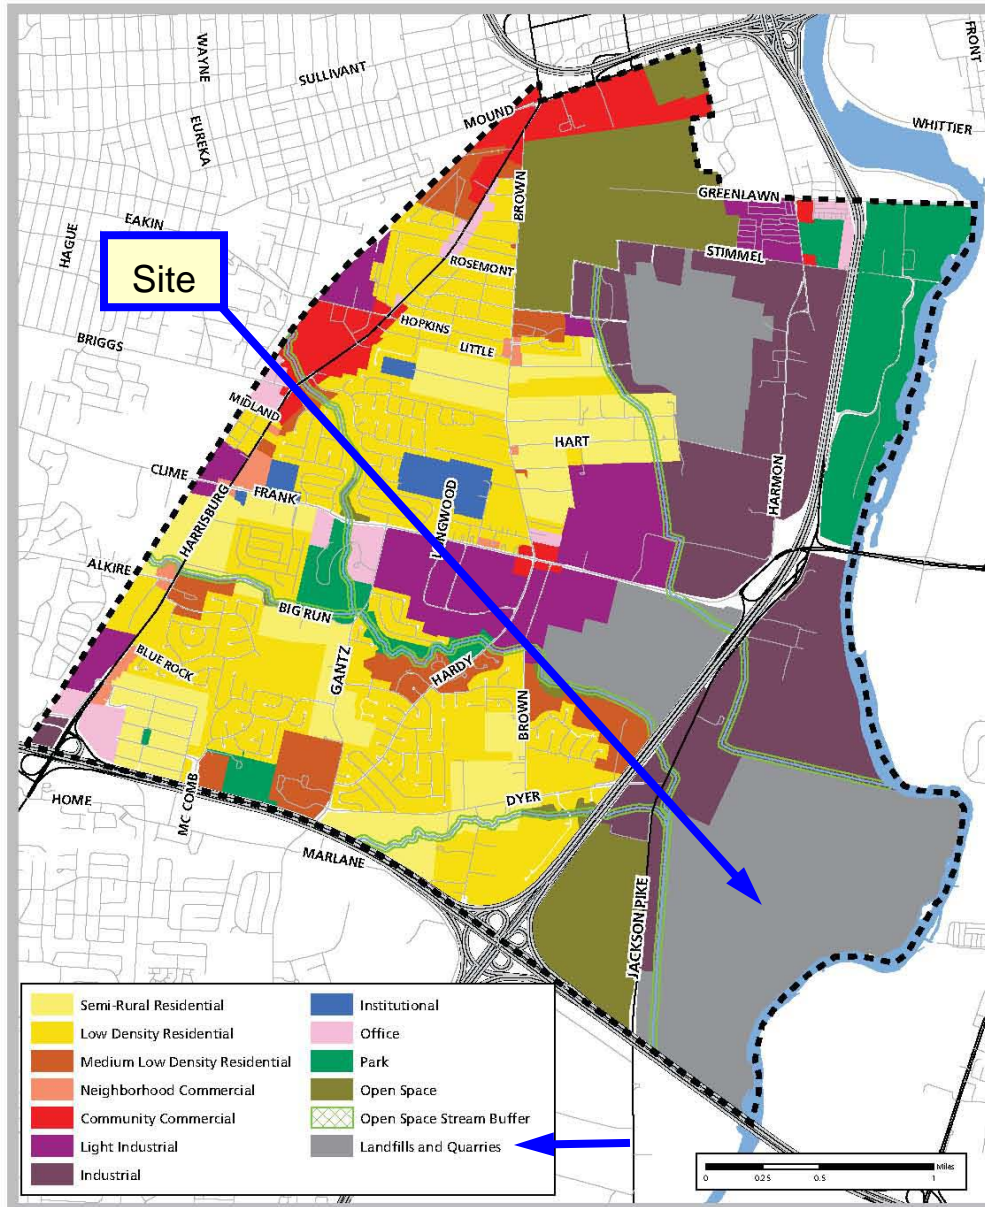 WAYNE
SULLIVANT
FRONT
EUREKA
MOUND
WHITTIER
HAGUE
EAKIN
BROWN
GREENLAWN
Site
ROSEMONT
STIMMEL
BRIGGS
HOPKINS
LITTLE
MIDLAND
HART
CLIME
HARRISBURG
FRANK
LONGWOOD
HARMON
ALKIRE
BIG RUN
BLUE ROCK
GANTZ
HARDY
BROWN
HOME
MC COMB
DYER
MARLANE
JACKSON PIKE
Semi-Rural Residential
Low Density Residential
Medium Low Density Residential
Neighborhood Commercial
Community Commercial
Light Industrial
Industrial
Institutional
Office
Park
Open Space
Open Space Stream Buffer
Landfills and Quarries
Miles
0 0.25 0.5 1